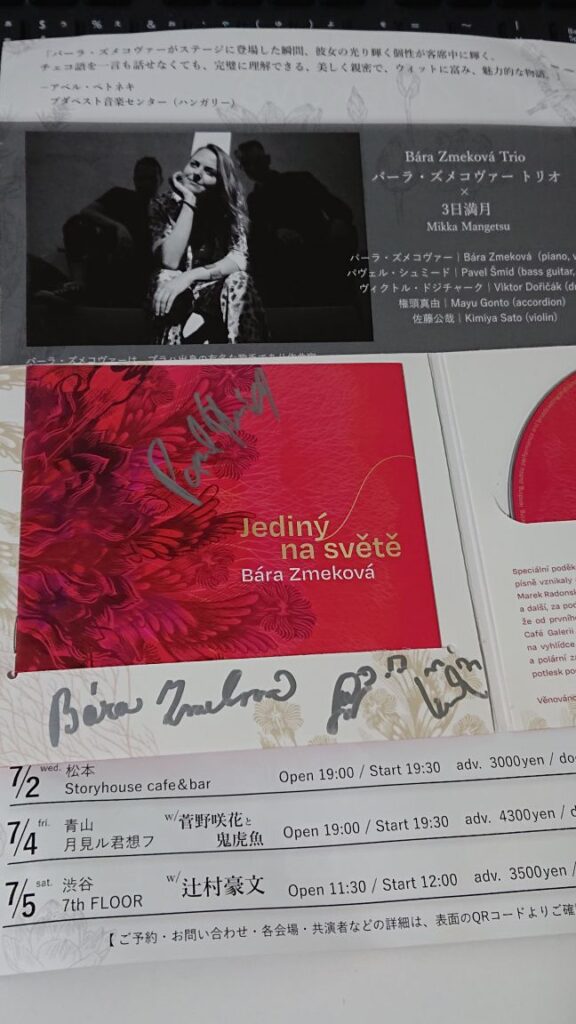 「バーラ・ズメコヴァーがステージに登場した瞬間、彼女の光り輝く個性が客席中に輝く。
チェコ語を一言も話せなくても、完璧に理解できる、美しく親密で、ウィットに富み、魅力的な物語。
–アベル・ペトネキ
ブダペスト音楽センター（ハンガリー）
Bára Zmeková Trio
バーラ・ズメコヴァー トリオ
×
3日満月
Mikka Mangetsu
バーラ・ズメコヴァー | Bára Zmeková (piano, v
パヴェル・シュミード | Pavel Šmíd (bass guitar,
ヴィクトル・ドジチャーク | Viktor Dořičák (d
権頭真由 | Mayu Gonto (accordion)
佐藤公哉 | Kimiya Sato (violin)
Jediný
na světě
Bára Zmeková
Bára Zmeková
Speciální poděk
písně vznikaly
Marek Radonsk
a další, za poc
že od prvního
Café Galerii
na vyhlídce
a polární zá
potlesk po
Věnováno
7/2 wed. 松本
Storyhouse cafe&bar
Open 19:00 / Start 19:30 adv. 3000yen / do
7/4 fri. 青山
月見ル君想フ
w/菅野咲花と
鬼虎魚
Open 19:00 / Start 19:30 adv. 4300yen /
7/5 sat. 渋谷
7th FLOOR
w/辻村豪文
Open 11:30 / Start 12:00 adv. 3500yen /
【 ご予約・お問い合わせ・各会場・共演者などの詳細は、表面のQRコードよりご確